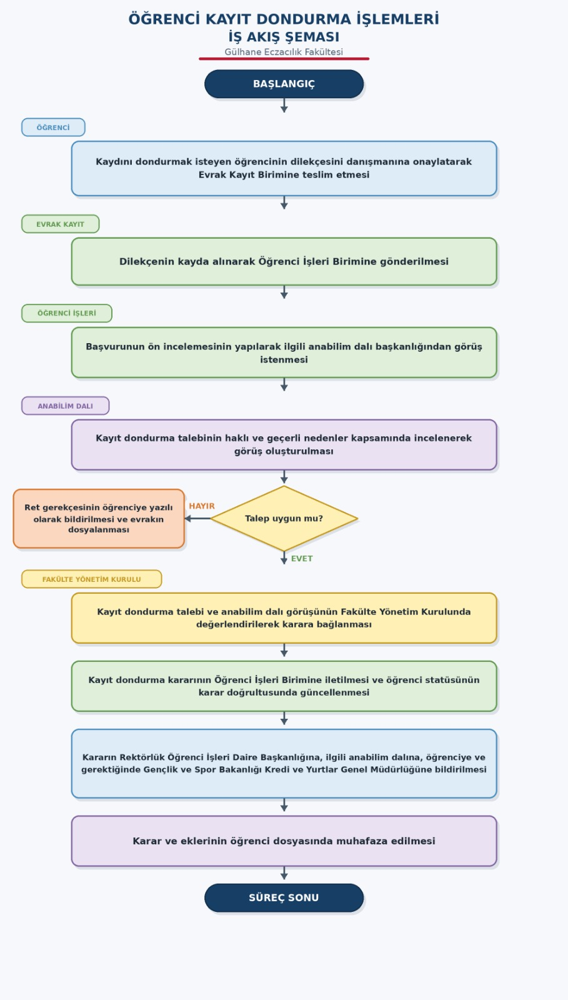 ÖĞRENCİ KAYIT DONDURMA İŞLEMLERİ
İŞ AKIŞ ŞEMASI
Gülhane Eczacılık Fakültesi
BAŞLANGIÇ
ÖĞRENCİ
Kaydını dondurmak isteyen öğrencinin dilekçesini danışmanına onaylatarak
Evrak Kayıt Birimine teslim etmesi
EVRAK KAYIT
Dilekçenin kayda alınarak Öğrenci İşleri Birimine gönderilmesi
ÖĞRENCİ İŞLERİ
Başvurunun ön incelemesinin yapılarak ilgili anabilim dalı başkanlığından görüş
istenmesi
ANABİLİM DALI
Kayıt dondurma talebinin haklı ve geçerli nedenler kapsamında incelenerek
görüş oluşturulması
Talep uygun mu?
HAYIR
Ret gerekçesinin öğrenciye yazılı
olarak bildirilmesi ve evrakın
dosyalanması
EVET
FAKÜLTE YÖNETİM KURULU
Kayıt dondurma talebi ve anabilim dalı görüşünün Fakülte Yönetim Kurulunda
değerlendirilerek karara bağlanması
Kayıt dondurma kararının Öğrenci İşleri Birimine iletilmesi ve öğrenci statüsünün
karar doğrultusunda güncellenmesi
Kararın Rektörlük Öğrenci İşleri Daire Başkanlığına, ilgili anabilim dalına, öğrenciye ve
gerektiğinde Gençlik ve Spor Bakanlığı Kredi ve Yurtlar Genel Müdürlüğüne bildirilmesi
Karar ve eklerinin öğrenci dosyasında muhafaza edilmesi
SÜREÇ SONU